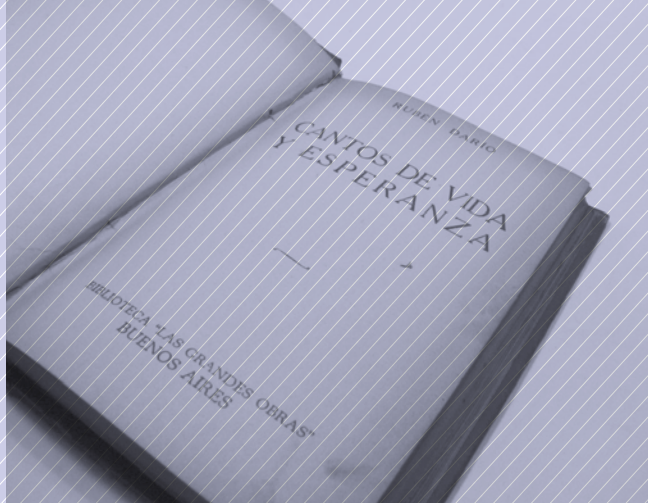 RUBEN DARIO
CANTOS DE VIDA
Y ESPERANZA
BIBLIOTECA "LAS GRANDES OBRAS"
BUENOS AIRES